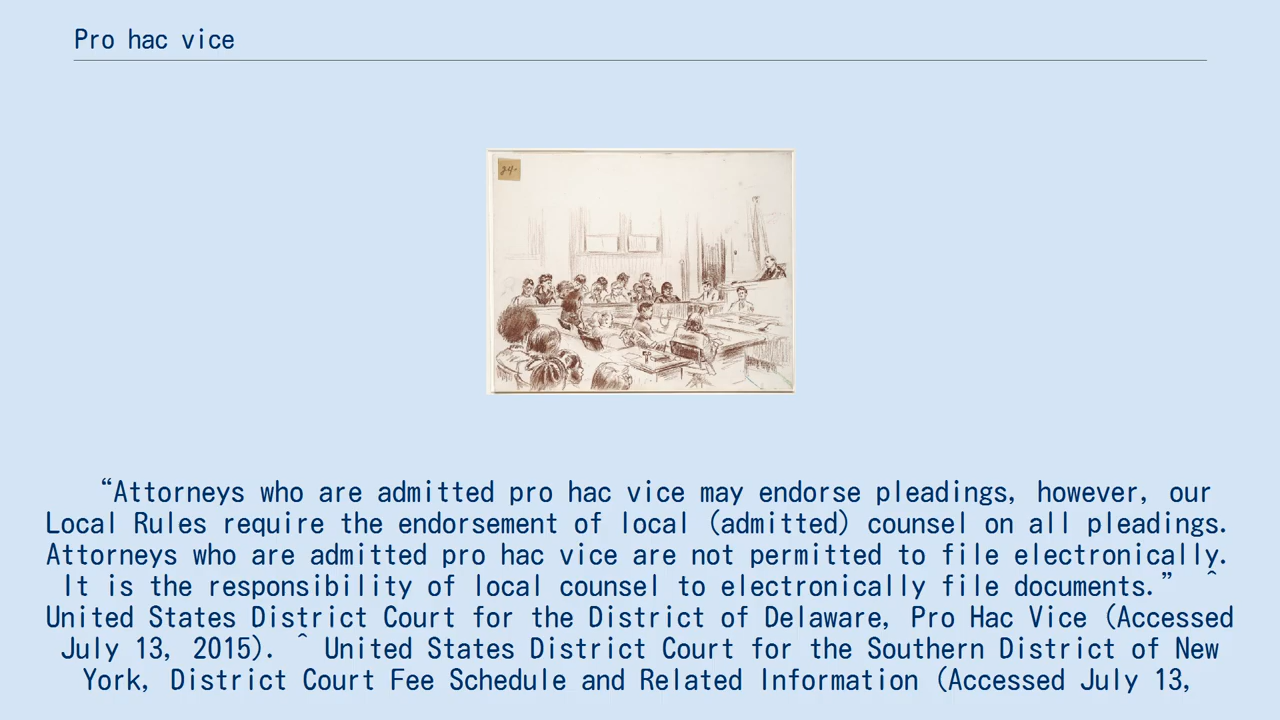 Pro hac vice
“Attorneys who are admitted pro hac vice may endorse pleadings, however, our
Local Rules require the endorsement of local (admitted) counsel on all pleadings.
Attorneys who are admitted pro hac vice are not permitted to file electronically.
It is the responsibility of local counsel to electronically file documents.” ^
United States District Court for the District of Delaware, Pro Hac Vice (Accessed
July 13, 2015). ^ United States District Court for the Southern District of New
York, District Court Fee Schedule and Related Information (Accessed July 13,